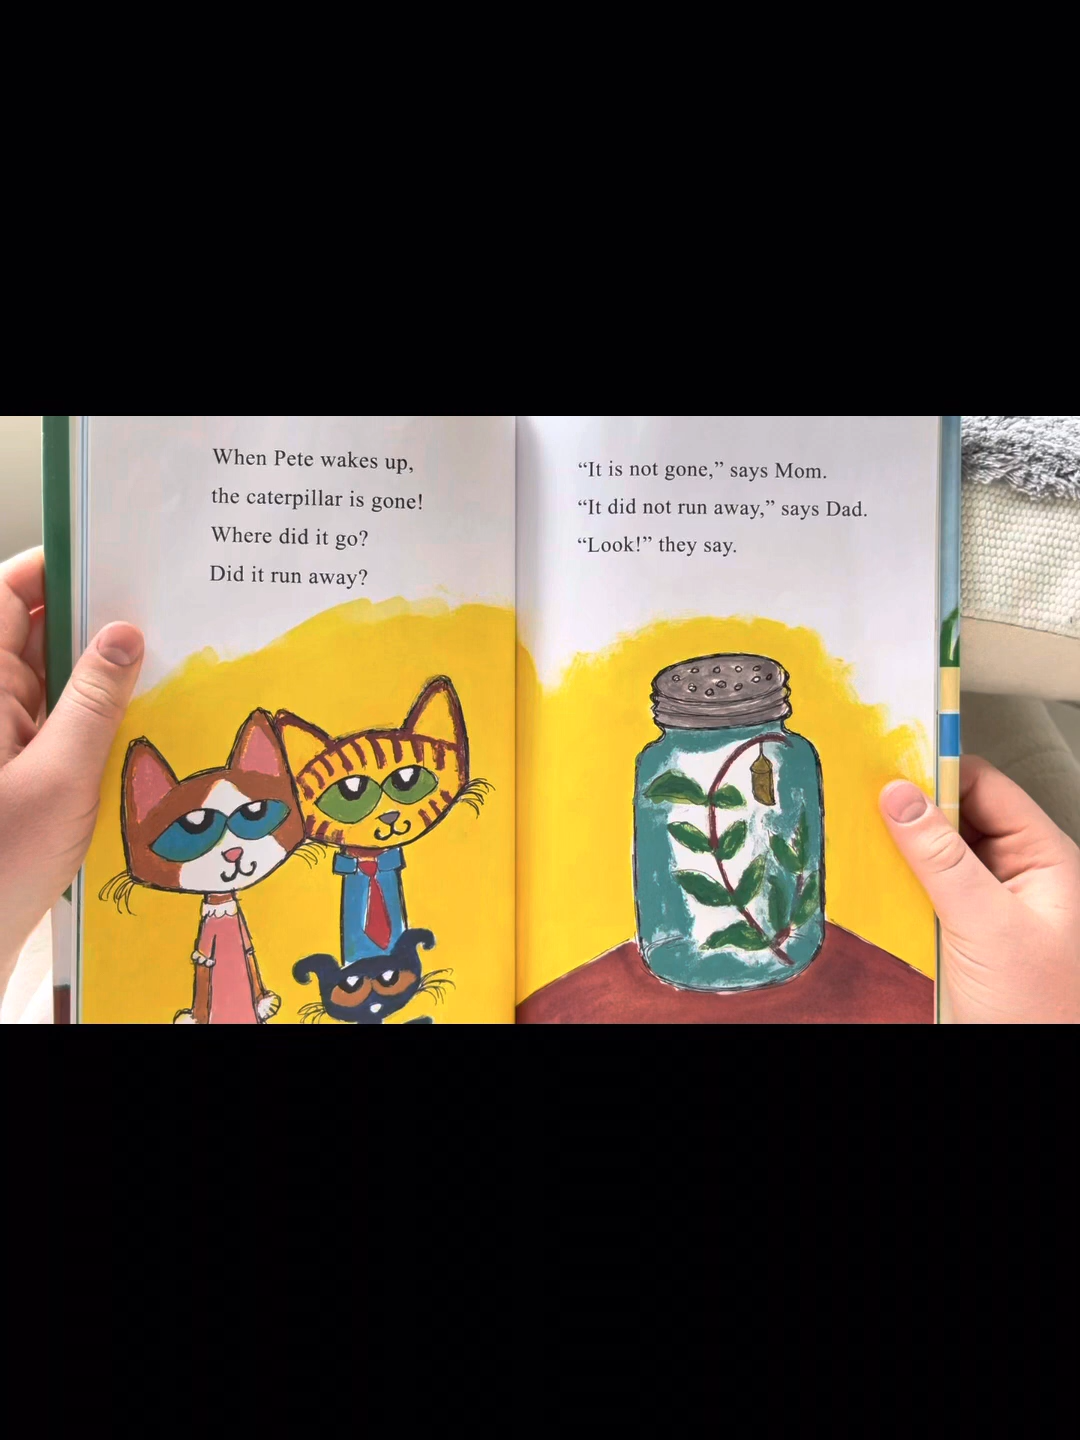 When Pete wakes up,
the caterpillar is gone!
Where did it go?
Did it run away?
“It is not gone,” says Mom.
“It did not run away,” says Dad.
“Look!” they say.